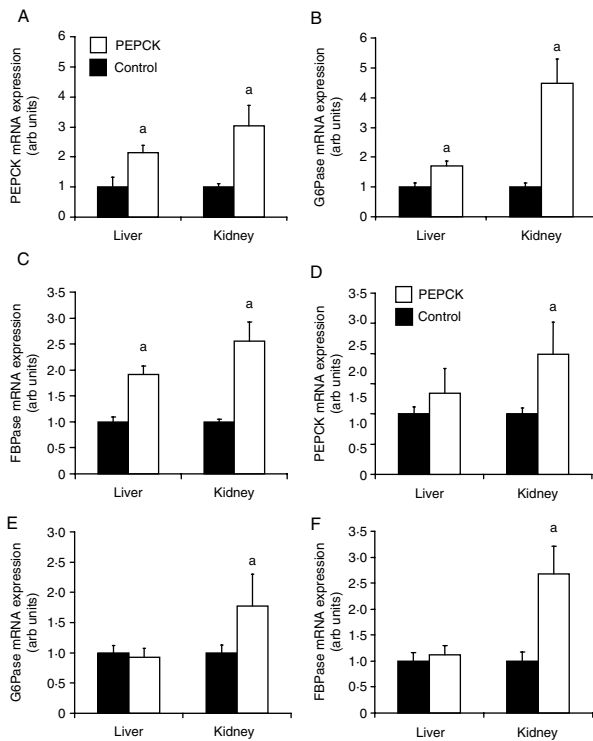 A
PEPCK mRNA expression
(arb units)
6
5
4
3
2
1
0
PEPCK
Control
a
a
Liver
Kidney
B
G6Pase mRNA expression
(arb units)
6
5
4
3
2
1
0
a
a
Liver
Kidney
C
FBPase mRNA expression
(arb units)
3·5
3·0
2·5
2·0
1·5
1·0
0·5
0
a
a
Liver
Kidney
D
PEPCK mRNA expression
(arb units)
3·5
3·0
2·5
1·5
1·0
0·5
0
PEPCK
Control
a
Liver
Kidney
E
G6Pase mRNA expression
(arb units)
3·0
2·5
2·0
1·5
1·0
0·5
0
a
Liver
Kidney
F
FBPase mRNA expression
(arb units)
3·5
3·0
2·5
2·0
1·5
1·0
0·5
0
a
Liver
Kidney